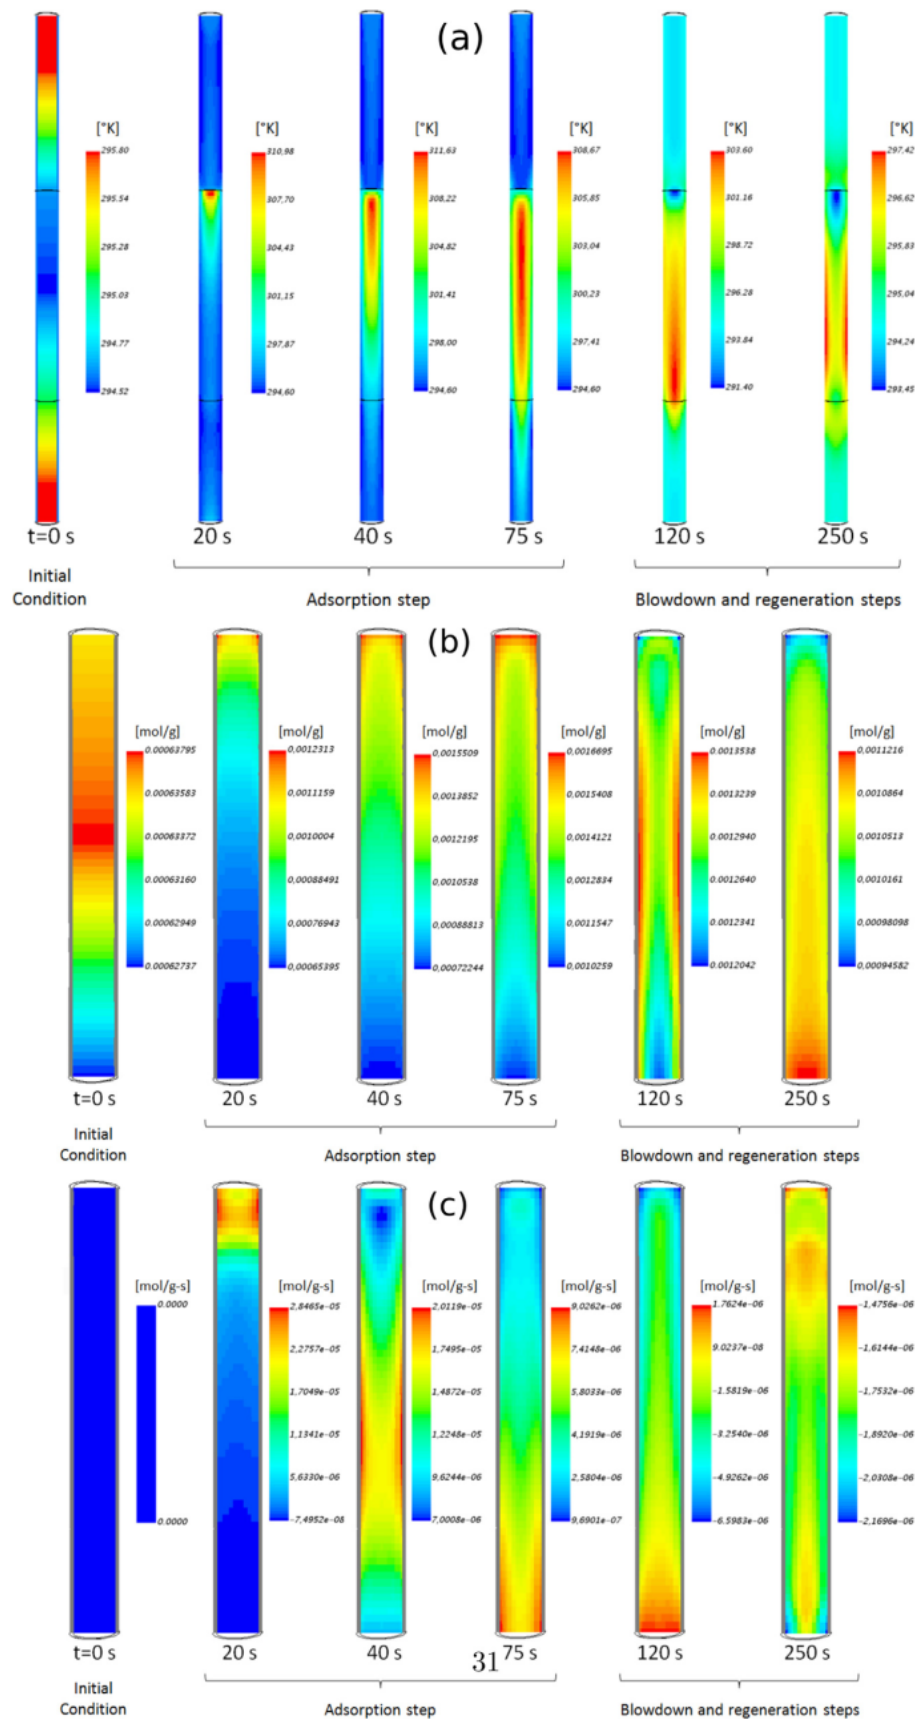 (a)
[°K] [°K] [°K] [°K] [°K] [°K]
295.80 310,98 311,63 308,67 303.60 297,42
295.54 307,70 308,22 305,85 301.16 296,62
295.28 304,43 304,82 303,04 298.72 295,83
295.03 301,15 301,41 300,23 296.28 295,04
294.77 297,87 298,00 297,41 293.84 294,24
294.52 294,60 294,60 294,60 291.40 293,45
t=0 s 20 s 40 s 75 s 120 s 250 s
Initial
Condition
Adsorption step
Blowdown and regeneration steps
(b)
[mol/g] [mol/g] [mol/g] [mol/g] [mol/g] [mol/g]
0.00063795 0,0012313 0,0015509 0,0016695 0.0013538 0,0011216
0.00063583 0,0011159 0,0013852 0,0015408 0.0013239 0,0010864
0.00063372 0,0010004 0,0012195 0,0014121 0.0012940 0,0010513
0.00063160 0,00088491 0,0010538 0,0012834 0.0012640 0,0010161
0.00062949 0,00076943 0,00088813 0,0011547 0.0012341 0,00098098
0.00062737 0,00065395 0,00072244 0,0010259 0.0012042 0,00094582
t=0 s 20 s 40 s 75 s 120 s 250 s
Initial
Condition
Adsorption step
Blowdown and regeneration steps
(c)
[mol/g-s] [mol/g-s] [mol/g-s] [mol/g-s] [mol/g-s] [mol/g-s]
0.0000 2,8465e-05 2,0119e-05 9,0262e-06 1.7624e-06 -1,4756e-06
2,2757e-05 1,7495e-05 7,4148e-06 9.0237e-08 -1,6144e-06
1,7049e-05 1,4872e-05 5,8033e-06 -1.5819e-06 -1,7532e-06
1,1341e-05 1,2248e-05 4,1919e-06 -3.2540e-06 -1,8920e-06
5,6330e-06 9,6244e-06 2,5804e-06 -4.9262e-06 -2,0308e-06
0.0000 -7,4952e-08 7,0008e-06 9,6901e-07 -6.5983e-06 -2,1696e-06
t=0 s 20 s 40 s 75 s 120 s 250 s
31
Initial
Condition
Adsorption step
Blowdown and regeneration steps